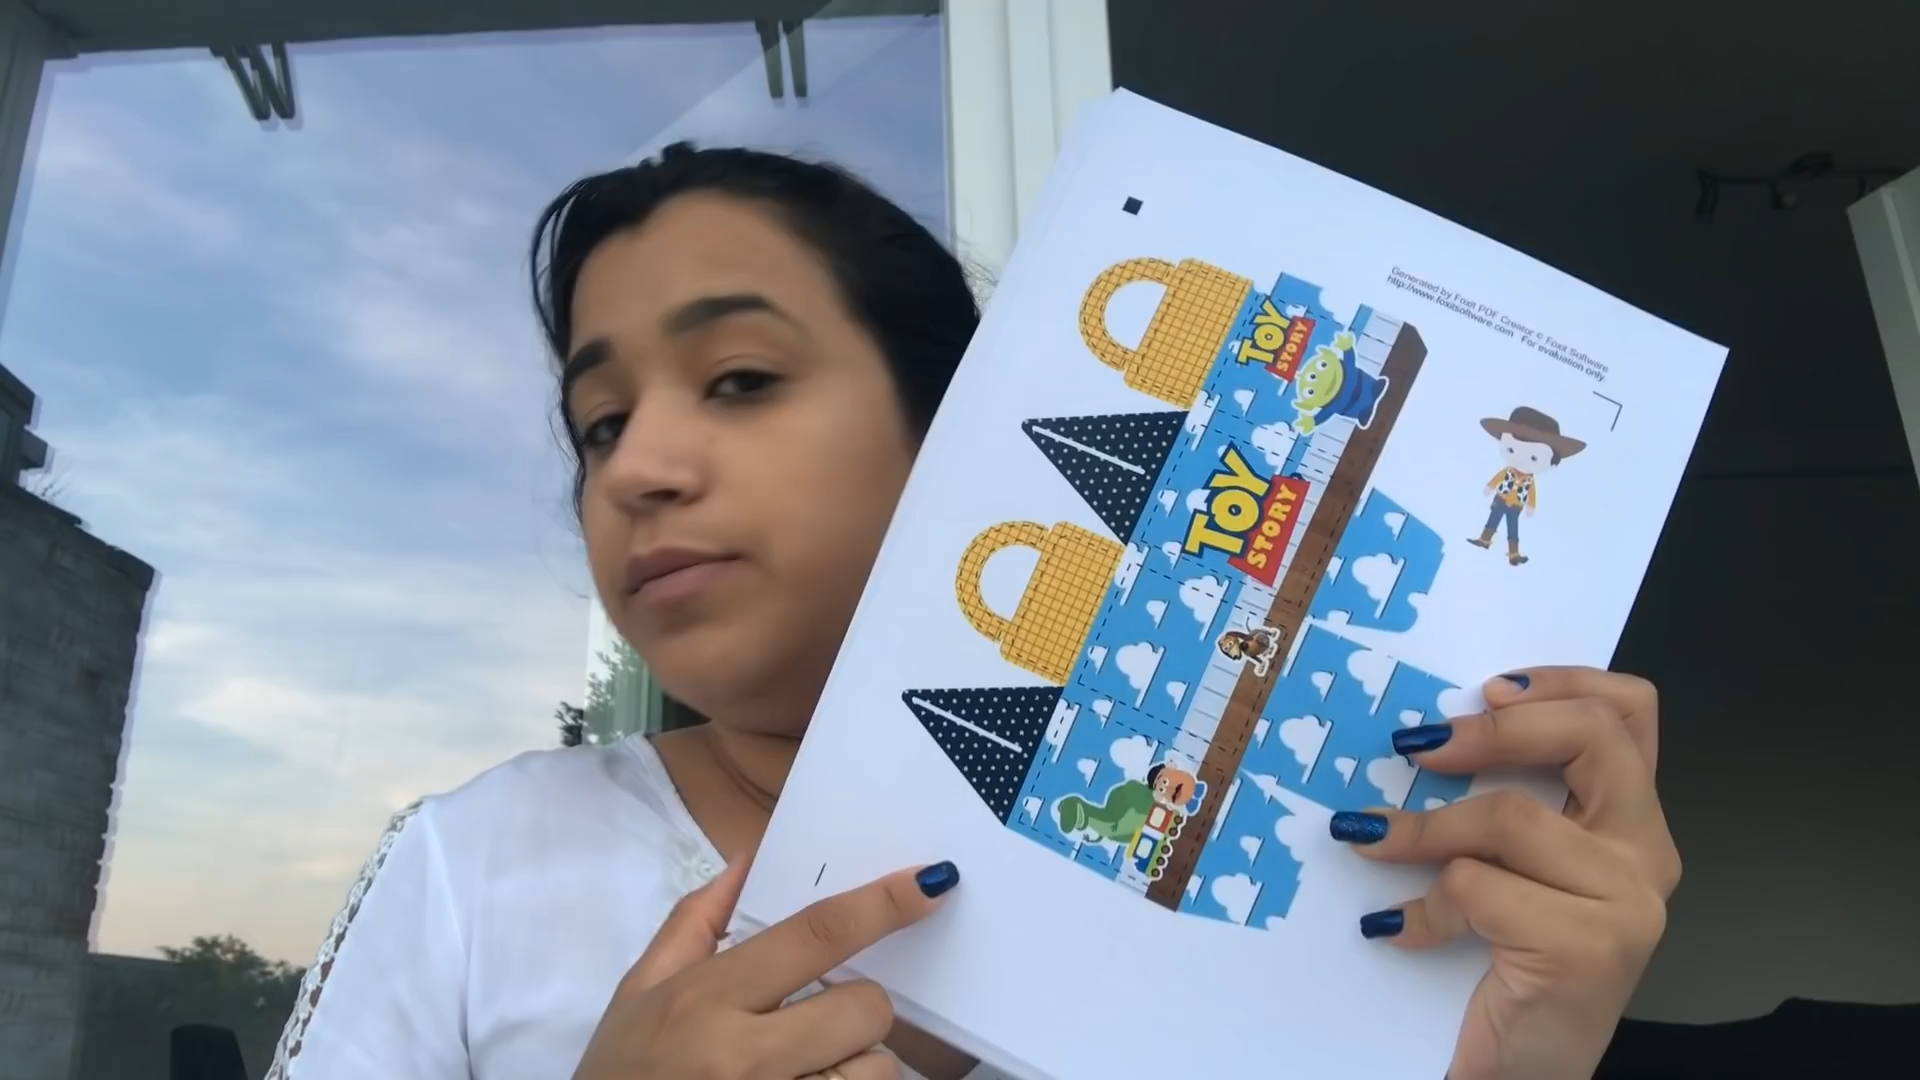 Generated by Foxit PDF Creator © Foxit Software
http://www.foxitsoftware.com For evaluation only.
TOY
STORY
TOY
STORY